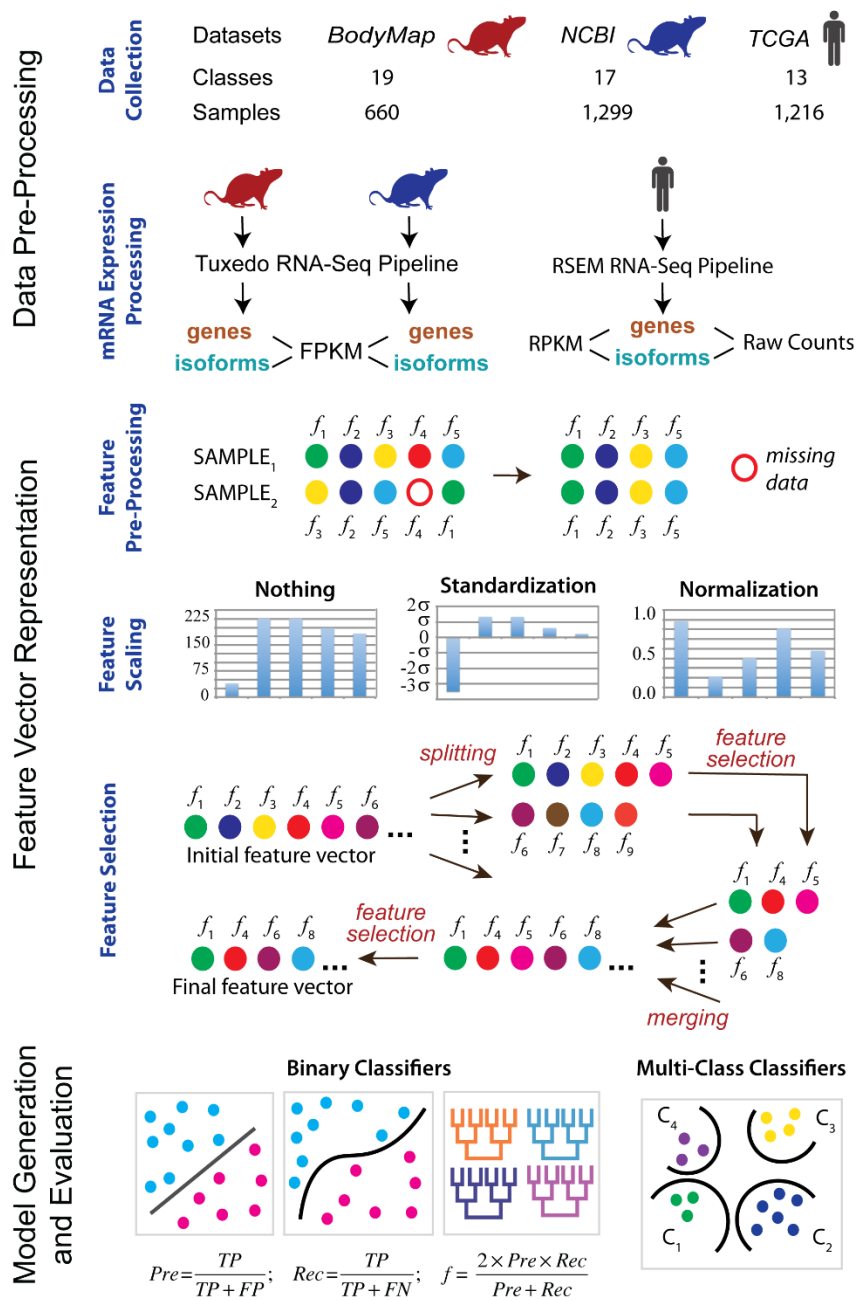 Data Pre-Processing
Data
Collection
Datasets BodyMap NCBI TCGA
Classes 19 17 13
Samples 660 1,299 1,216
mRNA Expression
Processing
Tuxedo RNA-Seq Pipeline RSEM RNA-Seq Pipeline
genes genes genes
isoforms FPKM isoforms RPKM isoforms Raw Counts
Feature Vector Representation
Feature
Pre-Processing
f1 f2 f3 f4 f5 f1 f2 f3 f5
SAMPLE1
SAMPLE2
f3 f2 f5 f4 f1 f1 f2 f3 f5
missing
data
Feature
Scaling
Nothing Standardization Normalization
225
150
75
0
2σ
σ
0
-σ
-2σ
-3σ
1.0
0.5
0.0
Feature Selection
splitting
f1 f2 f3 f4 f5
feature
selection
f1 f2 f3 f4 f5 f6
...
Initial feature vector
f6 f7 f8 f9
f1 f4 f5
f6 f8
merging
f1 f4 f5 f6 f8
...
feature
selection
f1 f4 f6 f8
...
Final feature vector
Model Generation
and Evaluation
Binary Classifiers Multi-Class Classifiers
C4 C3
C1 C2
Pre=TP/TP+FP; Rec=TP/TP+FN; f=2×Pre×Rec/Pre+Rec